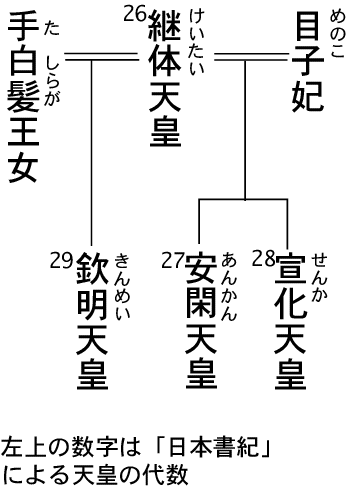 目子妃
めのこ
26
継体天皇
けいたい
手白髪王女
た しらが
28
宣化天皇
せんか
27
安閑天皇
あんかん
29
欽明天皇
きんめい
左上の数字は「日本書紀」
による天皇の代数